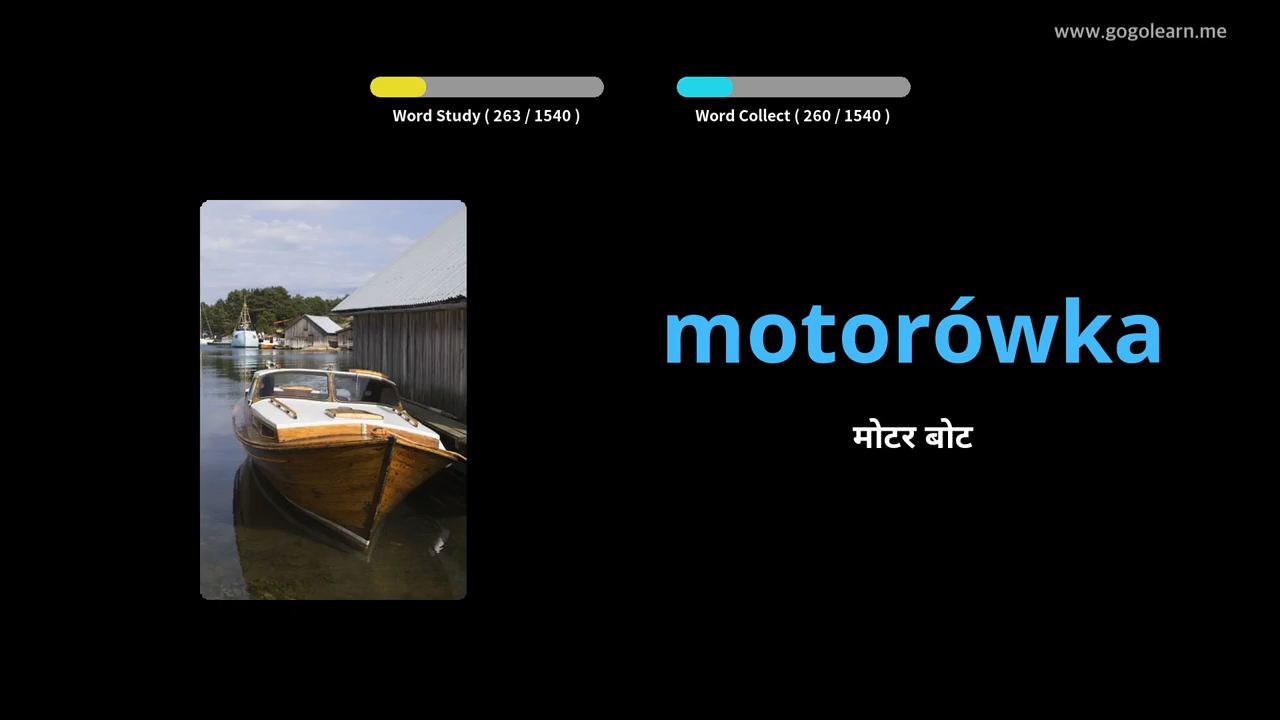 www.gogolearn.me
Word Study ( 263 / 1540 )
Word Collect ( 260 / 1540 )
motorówka
मोटर बोट